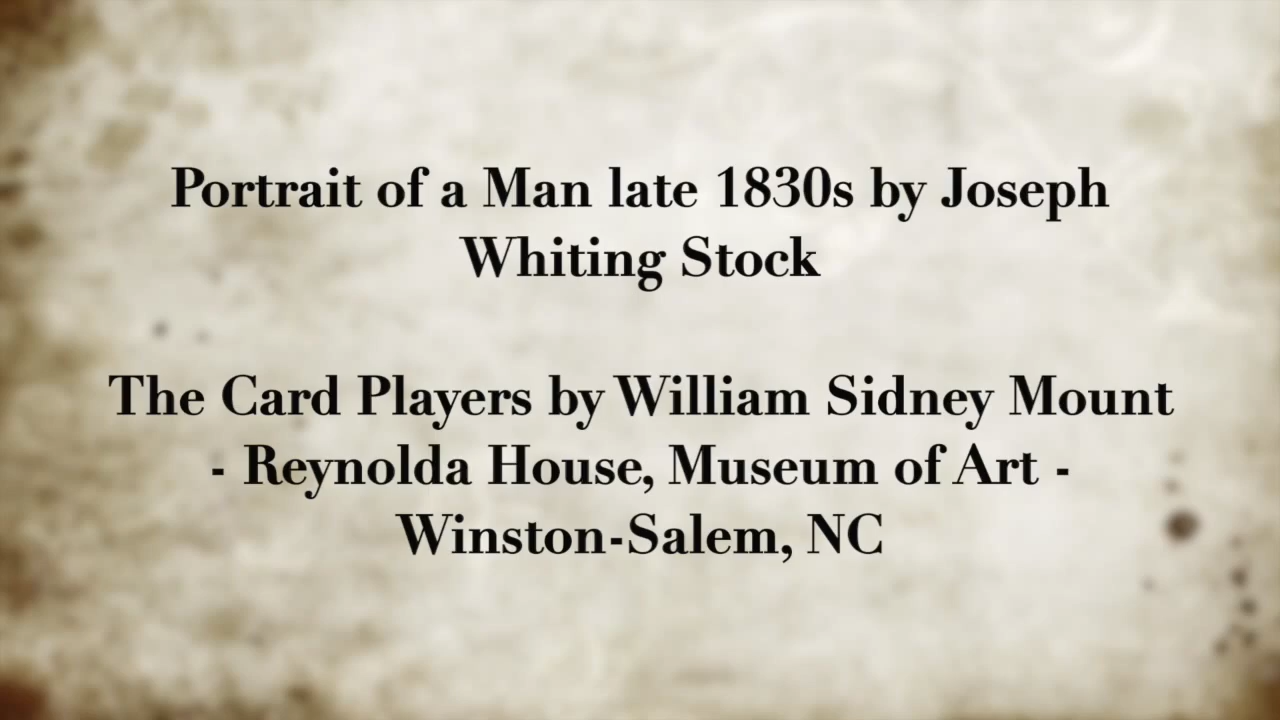 Portrait of a Man late 1830s by Joseph
Whiting Stock
The Card Players by William Sidney Mount
- Reynolda House, Museum of Art -
Winston-Salem, NC